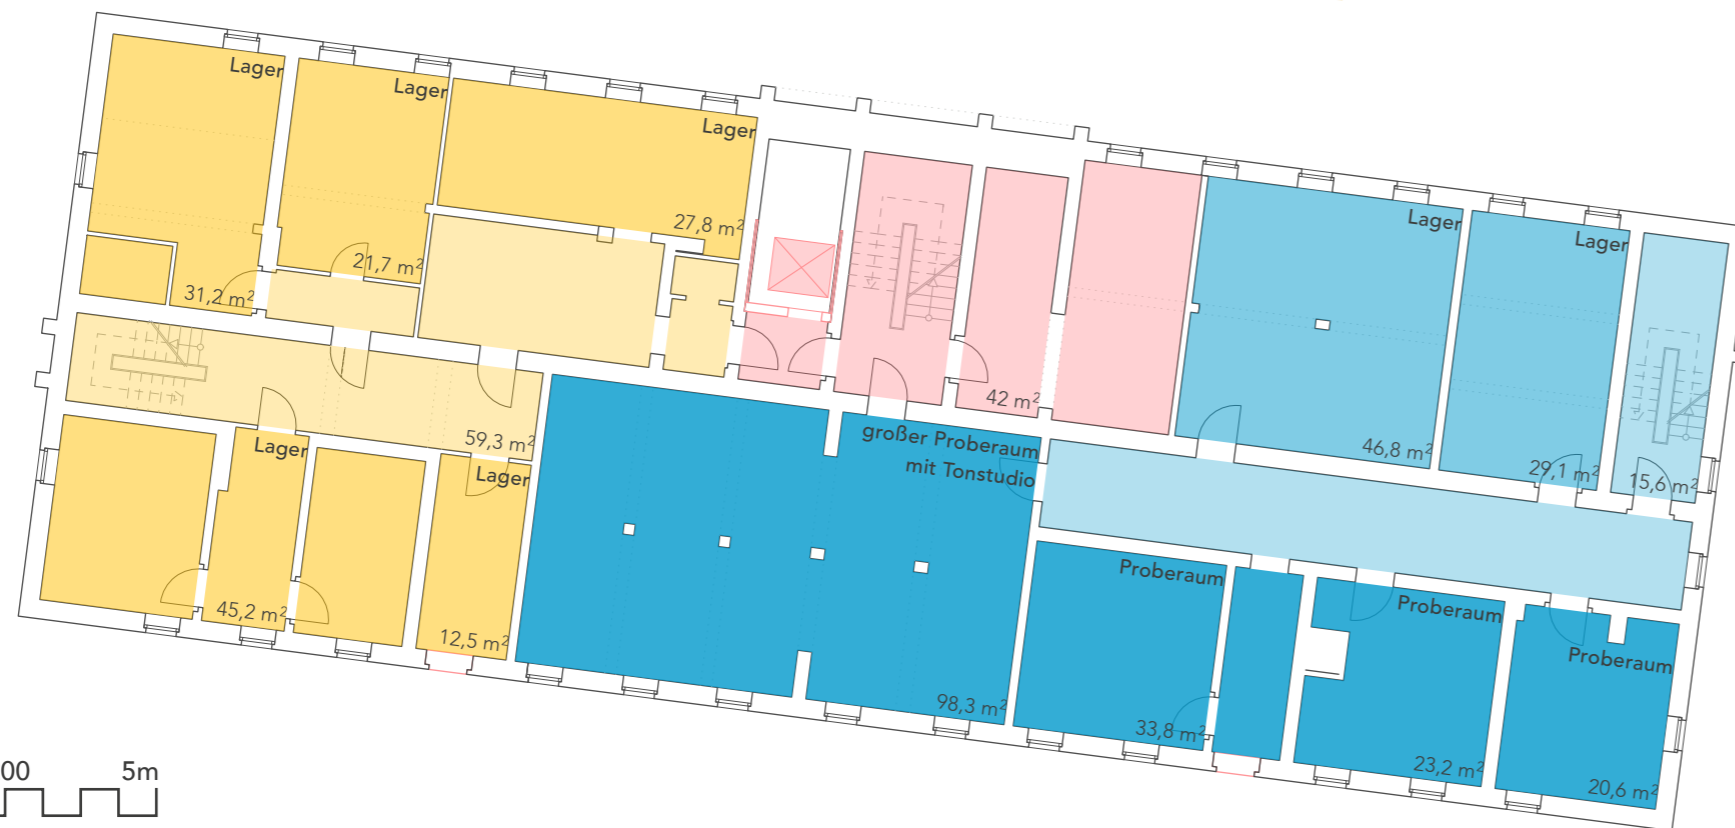 Lager
Lager
Lager
27,8 m²
21,7 m²
31,2 m²
Lager
Lager
42 m²
46,8 m²
29,1 m²
15,6 m²
59,3 m²
Lager
Lager
45,2 m²
12,5 m²
großer Proberaum
mit Tonstudio
98,3 m²
Proberaum
33,8 m²
Proberaum
23,2 m²
Proberaum
20,6 m²
00 5m